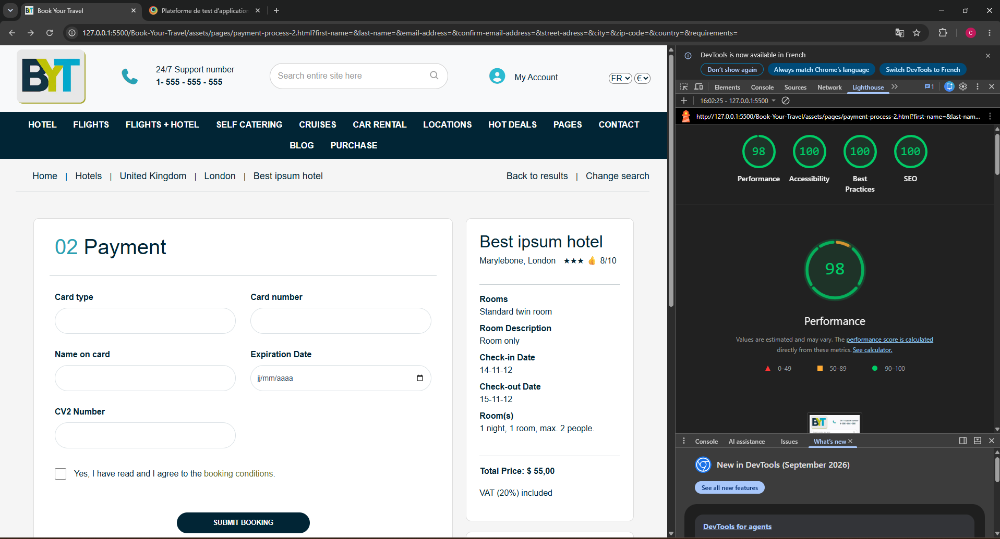 Book Your Travel
Plateforme de test d'application
127.0.0.1:5500/Book-Your-Travel/assets/pages/payment-process-2.html?first-name=&last-name=&email-address=&confirm-email-address=&street-adress=&city=&zip-code=&country=&requirements=
C
BYT
24/7 Support number
1- 555 - 555 - 555
Search entire site here
My Account
FR
€
HOTEL
FLIGHTS
FLIGHTS + HOTEL
SELF CATERING
CRUISES
CAR RENTAL
LOCATIONS
HOT DEALS
PAGES
CONTACT
BLOG
PURCHASE
Home | Hotels | United Kingdom | London | Best ipsum hotel
Back to results | Change search
02 Payment
Card type
Card number
Name on card
Expiration Date
jj/mm/aaaa
CV2 Number
Yes, I have read and I agree to the booking conditions.
SUBMIT BOOKING
Best ipsum hotel
Marylebone, London ★★★ 👍 8/10
Rooms
Standard twin room
Room Description
Room only
Check-in Date
14-11-12
Check-out Date
15-11-12
Room(s)
1 night, 1 room, max. 2 people.
Total Price: $ 55,00
VAT (20%) included
DevTools is now available in French
Don't show again
Always match Chrome's language
Switch DevTools to French
Elements
Console
Sources
Network
Lighthouse
1
16:02:25 - 127.0.0.1:5500
http://127.0.0.1:5500/Book-Your-Travel/assets/pages/payment-process-2.html?first-name=&last-nam...
98
100
100
100
Performance
Accessibility
Best
Practices
SEO
98
Performance
Values are estimated and may vary. The performance score is calculated
directly from these metrics. See calculator.
0–49
50–89
90–100
BYT
24/7 Support number
1- 555 - 555 - 555
Console
AI assistance
Issues
What's new
New in DevTools (September 2026)
See all new features
DevTools for agents